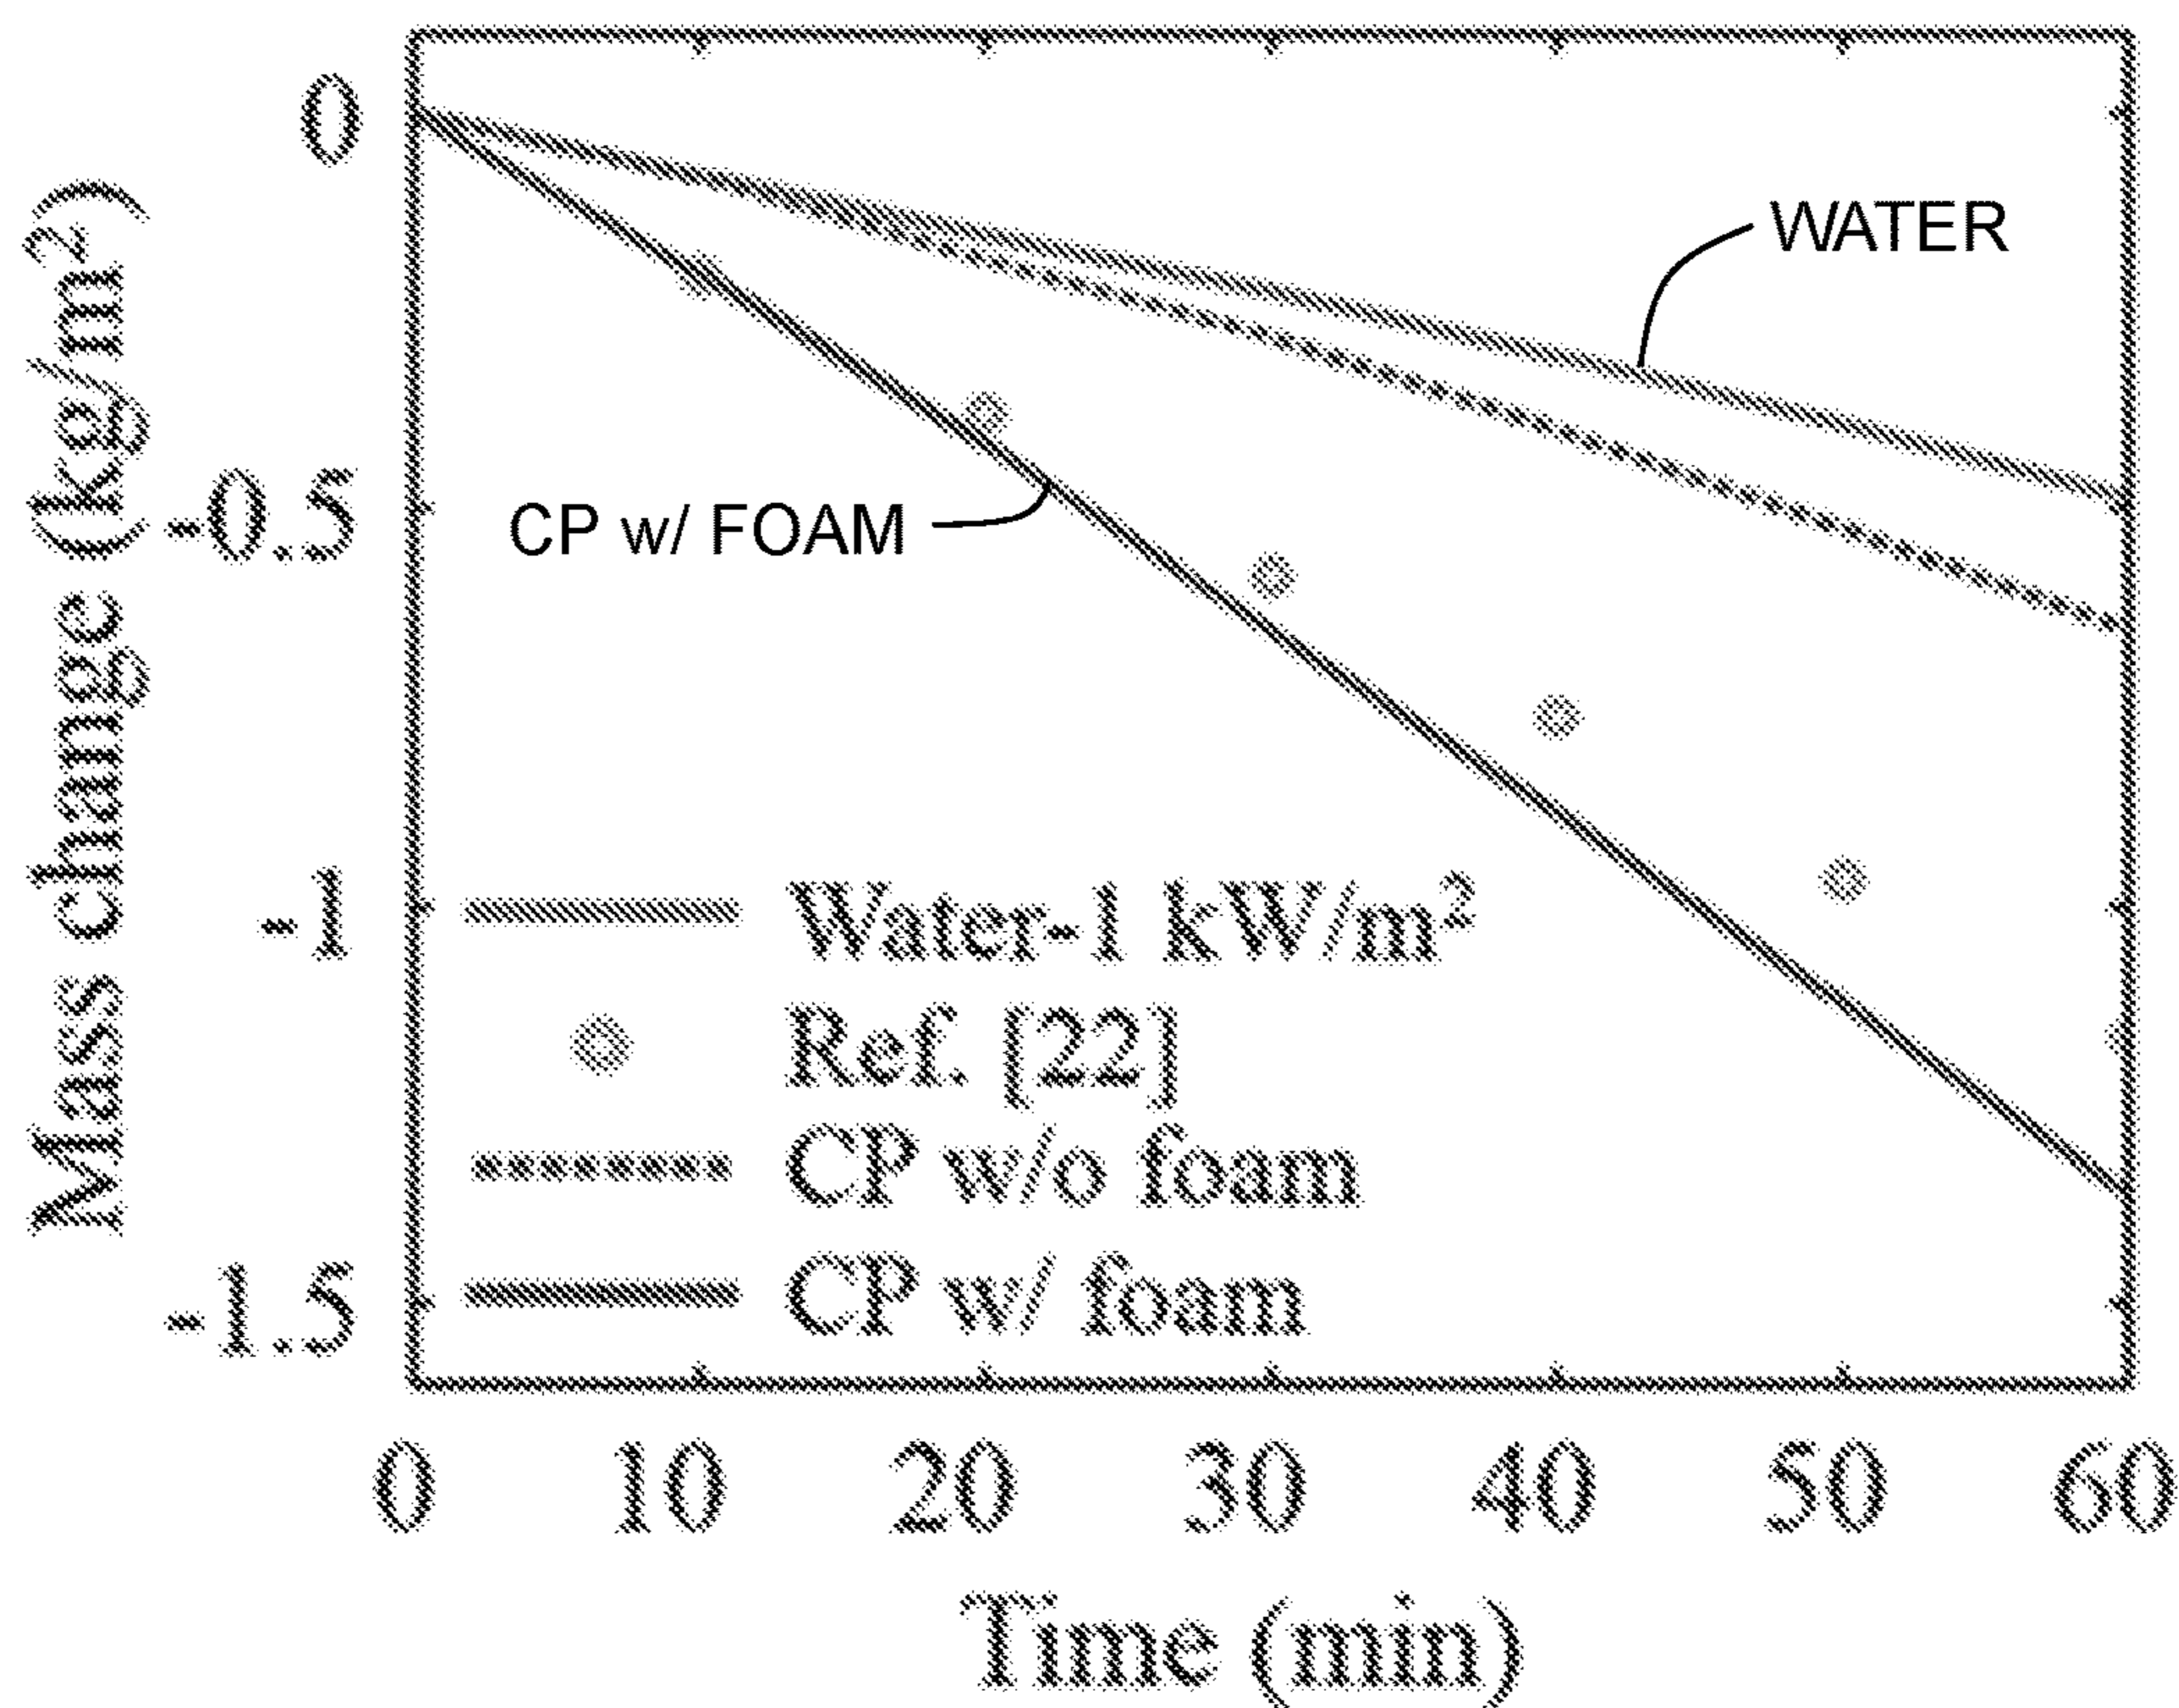 Mass change (kg/m²)
0
-0.5
-1
-1.5
WATER
CP w/ FOAM
Water-1 kW/m²
Ref. [22]
CP w/o foam
CP w/ foam
0 10 20 30 40 50 60
Time (min)